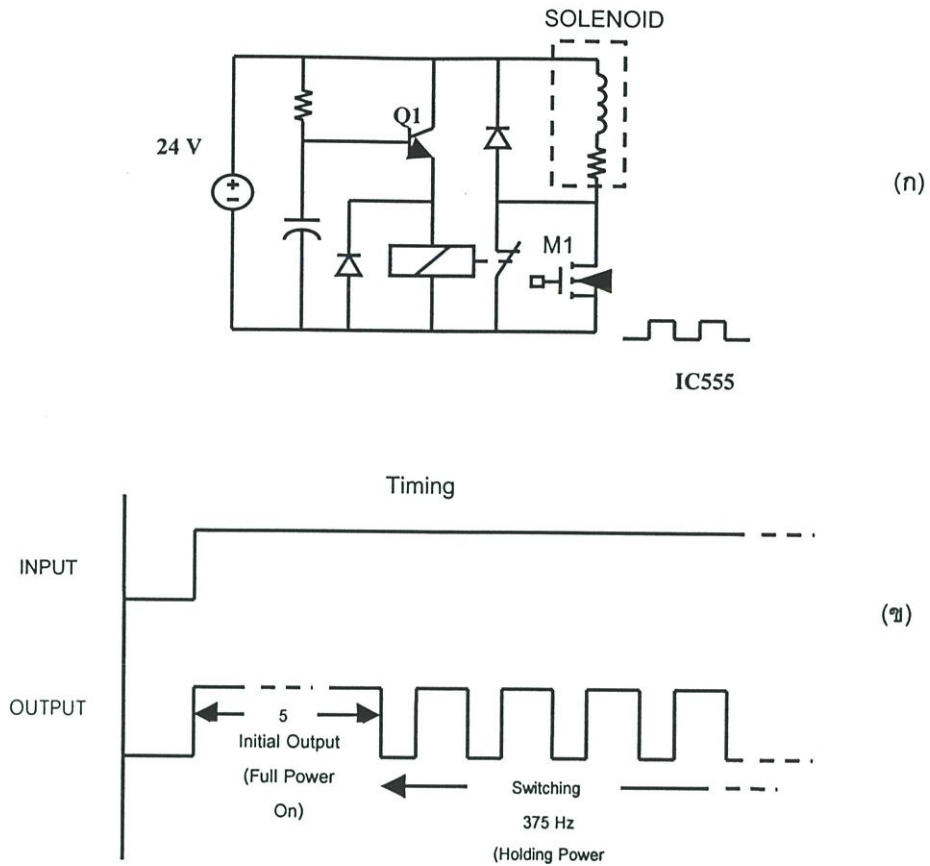 SOLENOID
Q1
24 V
(ก)
M1
IC555
Timing
INPUT
(ข)
OUTPUT
5
Initial Output
(Full Power
On)
Switching
375 Hz
(Holding Power